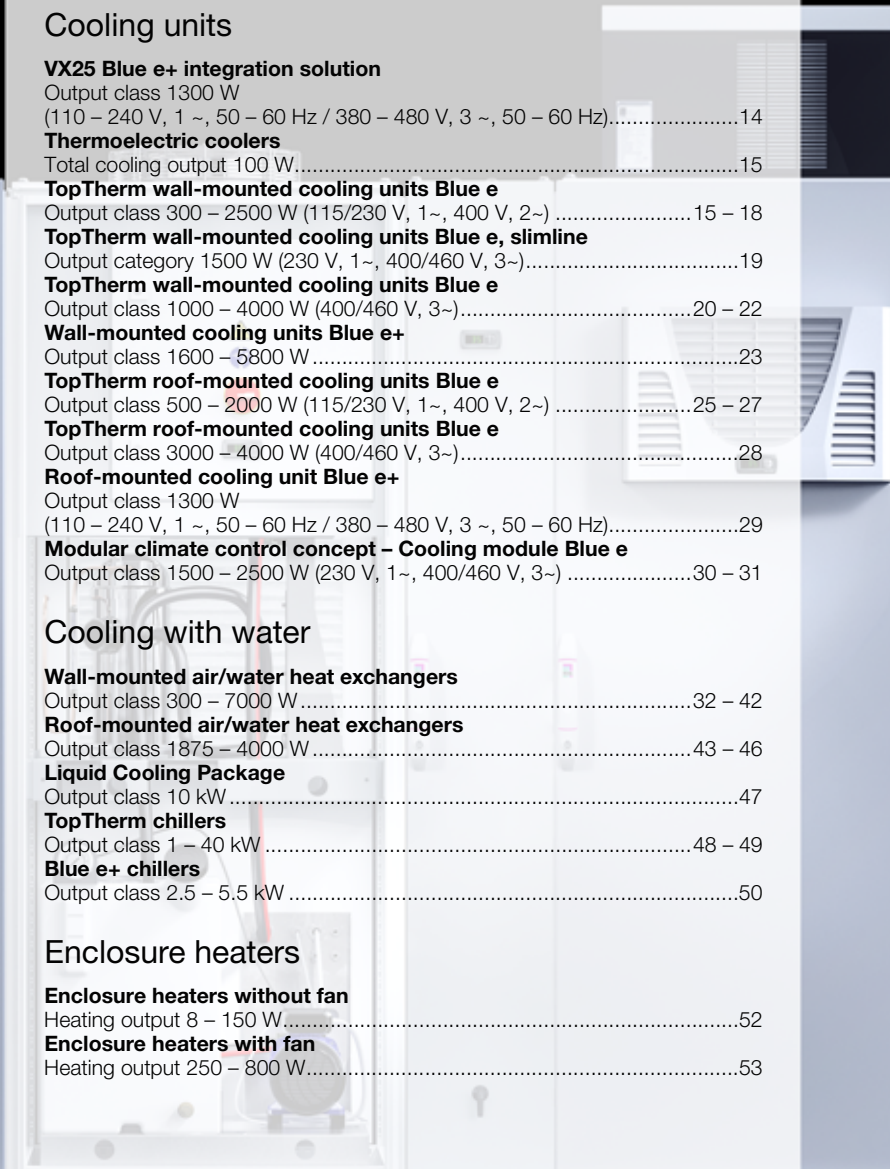 Cooling units
VX25 Blue e+ integration solution
Output class 1300 W
(110 – 240 V, 1 ~, 50 – 60 Hz / 380 – 480 V, 3 ~, 50 – 60 Hz)......................14
Thermoelectric coolers
Total cooling output 100 W..............................................................................15
TopTherm wall-mounted cooling units Blue e
Output class 300 – 2500 W (115/230 V, 1~, 400 V, 2~) .......................15 – 18
TopTherm wall-mounted cooling units Blue e, slimline
Output category 1500 W (230 V, 1~, 400/460 V, 3~)....................................19
TopTherm wall-mounted cooling units Blue e
Output class 1000 – 4000 W (400/460 V, 3~).......................................20 – 22
Wall-mounted cooling units Blue e+
Output class 1600 – 5800 W ...........................................................................23
TopTherm roof-mounted cooling units Blue e
Output class 500 – 2000 W (115/230 V, 1~, 400 V, 2~) .......................25 – 27
TopTherm roof-mounted cooling units Blue e
Output class 3000 – 4000 W (400/460 V, 3~)...............................................28
Roof-mounted cooling unit Blue e+
Output class 1300 W
(110 – 240 V, 1 ~, 50 – 60 Hz / 380 – 480 V, 3 ~, 50 – 60 Hz)......................29
Modular climate control concept – Cooling module Blue e
Output class 1500 – 2500 W (230 V, 1~, 400/460 V, 3~) .....................30 – 31
Cooling with water
Wall-mounted air/water heat exchangers
Output class 300 – 7000 W ...................................................................32 – 42
Roof-mounted air/water heat exchangers
Output class 1875 – 4000 W .................................................................43 – 46
Liquid Cooling Package
Output class 10 kW .........................................................................................47
TopTherm chillers
Output class 1 – 40 kW .........................................................................48 – 49
Blue e+ chillers
Output class 2.5 – 5.5 kW ...............................................................................50
Enclosure heaters
Enclosure heaters without fan
Heating output 8 – 150 W................................................................................52
Enclosure heaters with fan
Heating output 250 – 800 W............................................................................53